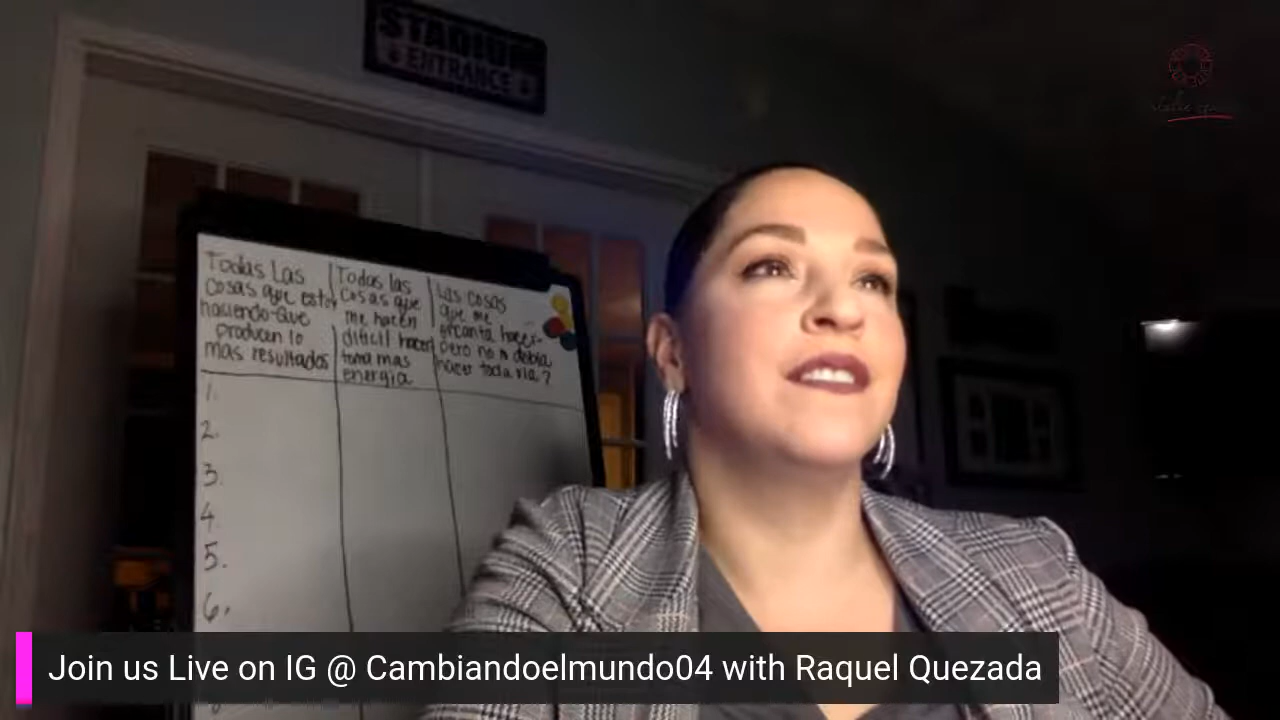 STADIUM
ENTRANCE
Todas Las
cosas que estoy
haciendo-que
producen lo
mas resultados
Todas las
cosas que
me hacen
dificil hacer
toma mas
energia
Las cosas
que me
encanta hacer-
pero no debia
hacer toda via.?
1.
2.
3.
4.
5.
6.
Join us Live on IG @ Cambiandoelmundo04 with Raquel Quezada